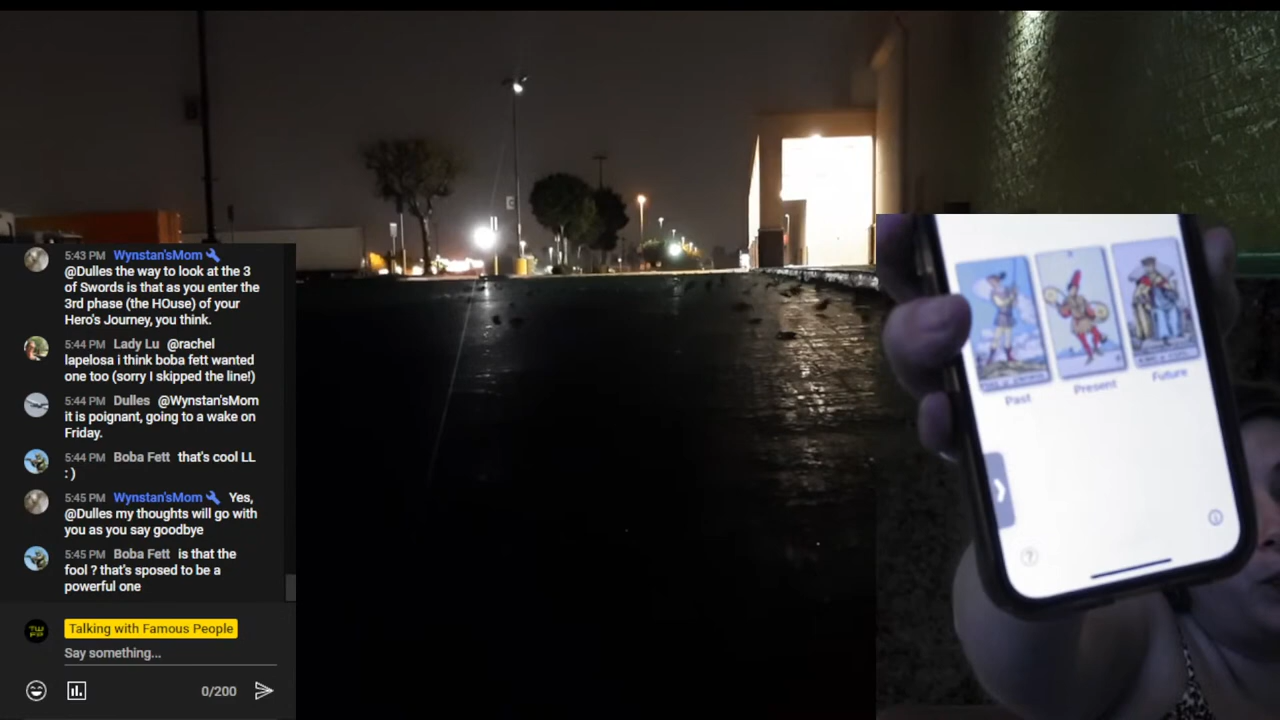 5:43 PM Wynstan'sMom
@Dulles the way to look at the 3
of Swords is that as you enter the
3rd phase (the HOuse) of your
Hero's Journey, you think.
5:44 PM Lady Lu @rachel
lapelosa i think boba fett wanted
one too (sorry I skipped the line!)
5:44 PM Dulles @Wynstan'sMom
it is poignant, going to a wake on
Friday.
5:44 PM Boba Fett that's cool LL
:)
5:45 PM Wynstan'sMom Yes,
@Dulles my thoughts will go with
you as you say goodbye
5:45 PM Boba Fett is that the
fool ? that's sposed to be a
powerful one
Talking with Famous People
Say something...
0/200
Past
Present
Future
?